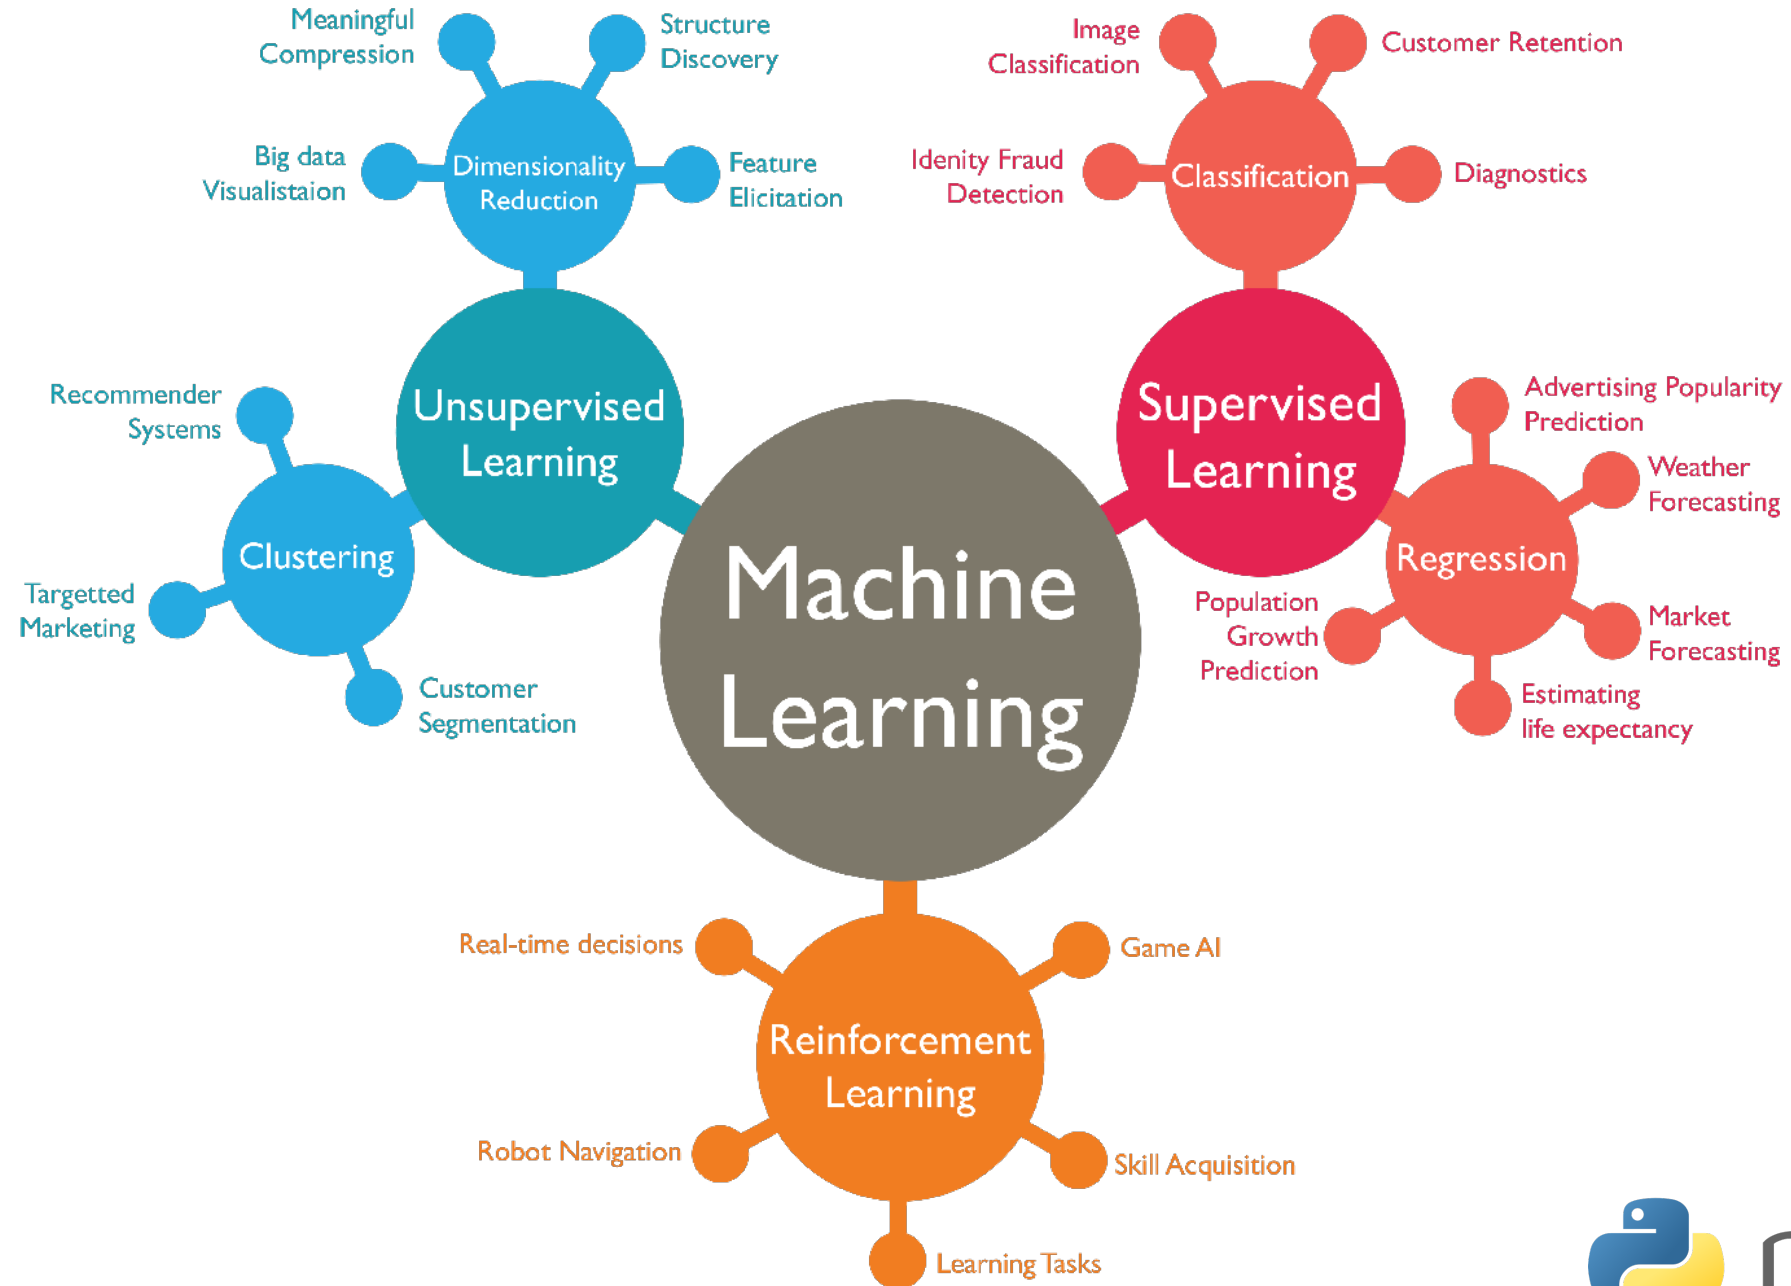 Meaningful
Compression
Structure
Discovery
Big data
Visualistaion
Dimensionality
Reduction
Feature
Elicitation
Image
Classification
Customer Retention
Idenity Fraud
Detection
Classification
Diagnostics
Unsupervised
Learning
Supervised
Learning
Recommender
Systems
Clustering
Targetted
Marketing
Customer
Segmentation
Machine
Learning
Advertising Popularity
Prediction
Weather
Forecasting
Regression
Population
Growth
Prediction
Market
Forecasting
Estimating
life expectancy
Real-time decisions
Game AI
Reinforcement
Learning
Robot Navigation
Skill Acquisition
Learning Tasks